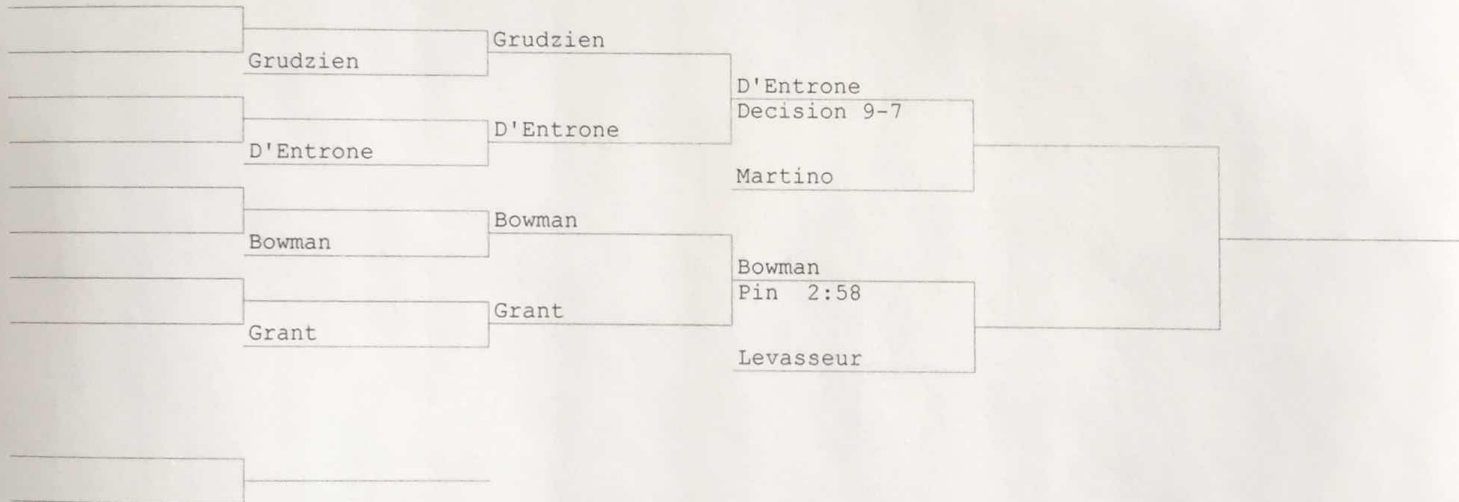 Grudzien
Grudzien
D'Entrone
Decision 9-7
D'Entrone
D'Entrone
Martino
Bowman
Bowman
Bowman
Pin 2:58
Grant
Grant
Levasseur